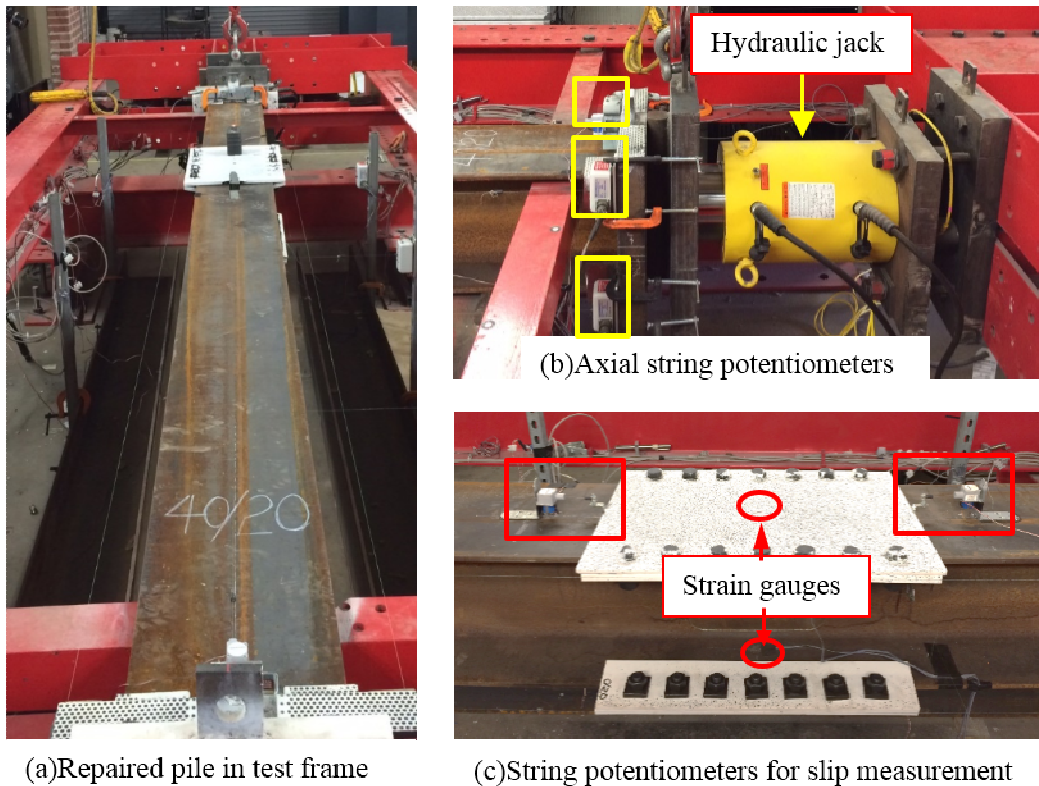 Hydraulic jack
(b)Axial string potentiometers
40/20
Strain gauges
(a)Repaired pile in test frame
(c)String potentiometers for slip measurement